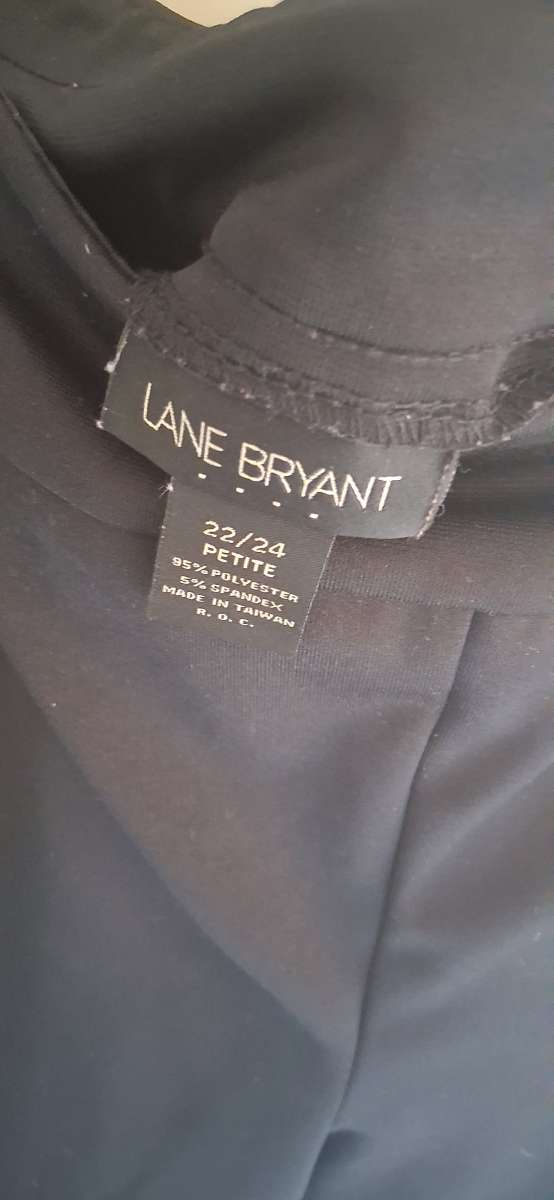 LANE BRYANT
22/24
PETITE
95% POLYESTER
5% SPANDEX
MADE IN TAIWAN
R. O. C.